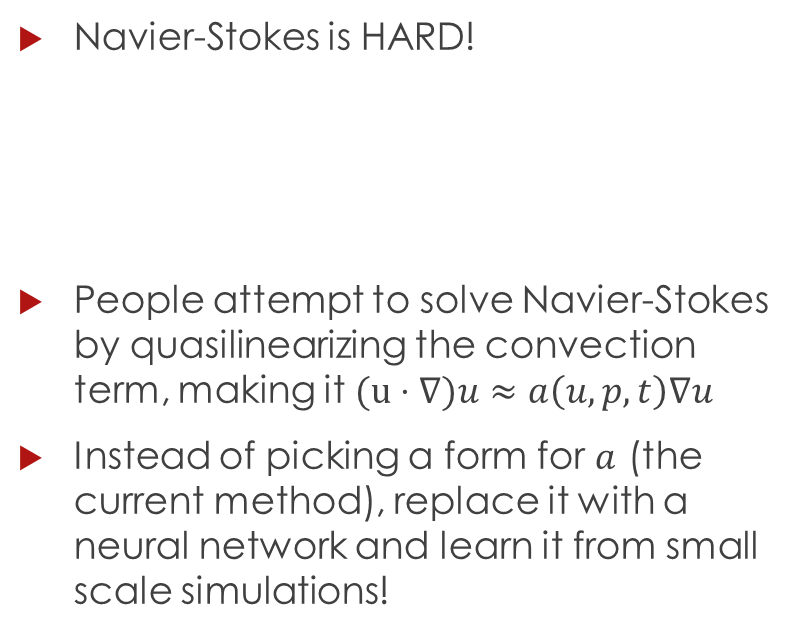 Navier-Stokes is HARD!
People attempt to solve Navier-Stokes
by quasilinearizing the convection
term, making it (u · ∇)u ≈ a(u, p, t)∇u
Instead of picking a form for a (the
current method), replace it with a
neural network and learn it from small
scale simulations!